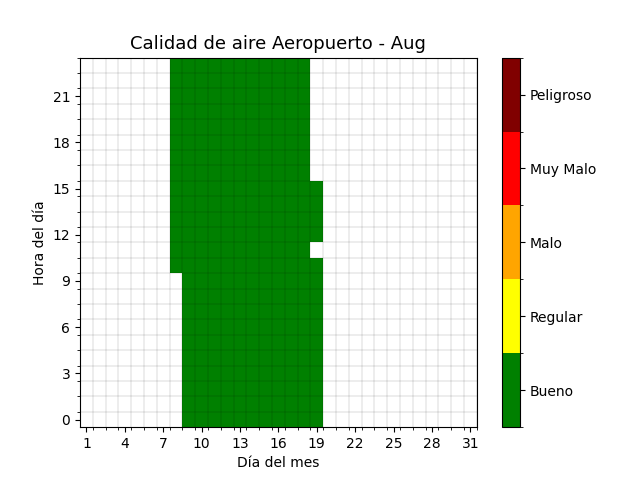 Calidad de aire Aeropuerto - Aug
Hora del día
21
18
15
12
9
6
3
0
1 4 7 10 13 16 19 22 25 28 31
Día del mes
Peligroso
Muy Malo
Malo
Regular
Bueno